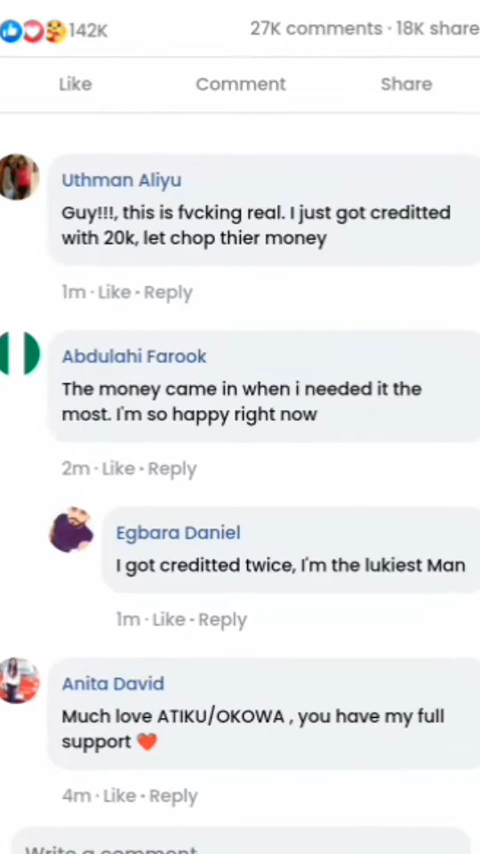 142K 27K comments · 18K share
Like Comment Share
Uthman Aliyu
Guy!!!, this is fvcking real. I just got creditted
with 20k, let chop thier money
1m · Like · Reply
Abdulahi Farook
The money came in when i needed it the
most. I'm so happy right now
2m · Like · Reply
Egbara Daniel
I got creditted twice, I'm the lukiest Man
1m · Like · Reply
Anita David
Much love ATIKU/OKOWA , you have my full
support ❤️
4m · Like · Reply
Write a comment